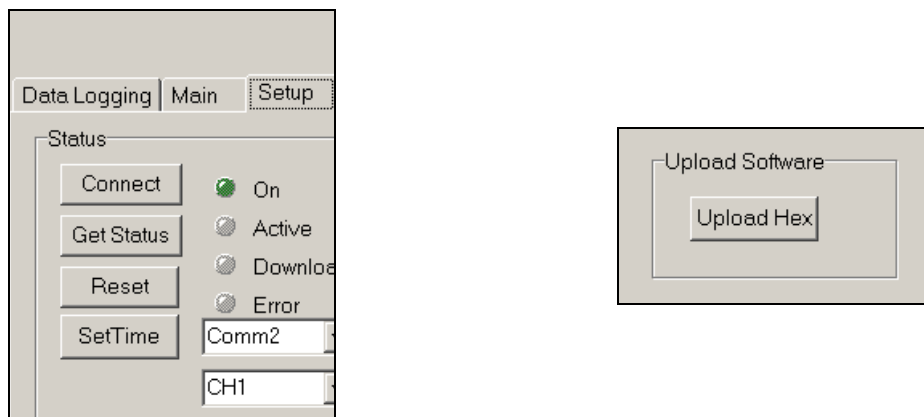 Data Logging Main Setup
Status
Connect
On
Get Status
Active
Downloa
Reset
Error
SetTime
Comm2
CH1
Upload Software
Upload Hex